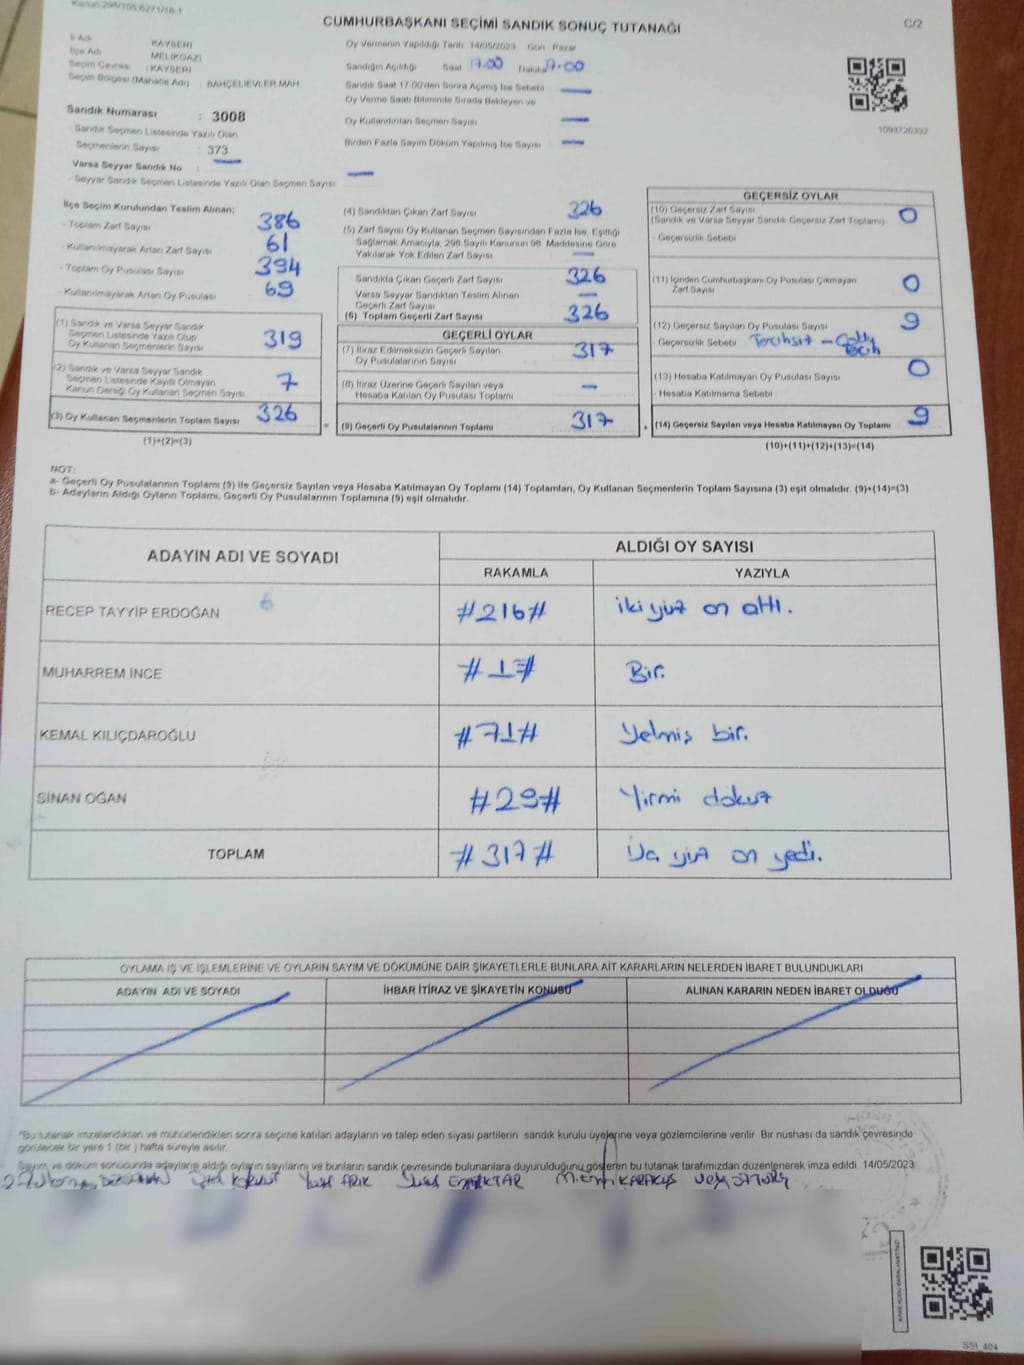 Kanun:298/105.6271/18-1
CUMHURBAŞKANI SEÇİMİ SANDIK SONUÇ TUTANAĞI
C/2
İl Adı KAYSERİ
İlçe Adı MELİKGAZİ
Seçim Çevresi : KAYSERİ
Seçim Bölgesi (Mahalle Adı) : BAHÇELİEVLER MAH
Sandık Numarası : 3008
- Sandık Seçmen Listesinde Yazılı Olan
Seçmenlerin Sayısı : 373
Varsa Seyyar Sandık No : —
- Seyyar Sandık Seçmen Listesinde Yazılı Olan Seçmen Sayısı —
Oy Vermenin Yapıldığı Tarih 14/05/2023 Gün Pazar
Sandığın Açıldığı Saat 17:00 Dakika 17:00
Sandık Saat 17.00'den Sonra Açılmış İse Sebebi —
Oy Verme Saati Bitiminde Sırada Bekleyen ve
Oy Kullandırılan Seçmen Sayısı —
Birden Fazla Sayım Döküm Yapılmış İse Sayısı —
1093726332
İlçe Seçim Kurulundan Teslim Alınan;
- Toplam Zarf Sayısı 386
- Kullanılmayarak Artan Zarf Sayısı 61
- Toplam Oy Pusulası Sayısı 394
- Kullanılmayarak Artan Oy Pusulası 69
(1) Sandık ve Varsa Seyyar Sandık
Seçmen Listesinde Yazılı Olup
Oy Kullanan Seçmenlerin Sayısı 319
(2) Sandık ve Varsa Seyyar Sandık
Seçmen Listesinde Kayıtlı Olmayan
Kanun Gereği Oy Kullanan Seçmen Sayısı 7
(3) Oy Kullanan Seçmenlerin Toplam Sayısı 326
(1)+(2)=(3)
=
(4) Sandıktan Çıkan Zarf Sayısı 326
(5) Zarf Sayısı Oy Kullanan Seçmen Sayısından Fazla İse, Eşitliği
Sağlamak Amacıyla, 298 Sayılı Kanunun 98. Maddesine Göre
Yakılarak Yok Edilen Zarf Sayısı —
Sandıkta Çıkan Geçerli Zarf Sayısı 326
Varsa Seyyar Sandıktan Teslim Alınan
Geçerli Zarf Sayısı —
(6) Toplam Geçerli Zarf Sayısı 326
GEÇERLİ OYLAR
(7) İtiraz Edilmeksizin Geçerli Sayılan
Oy Pusulalarının Sayısı 317
(8) İtiraz Üzerine Geçerli Sayılan veya
Hesaba Katılan Oy Pusulası Toplamı —
(9) Geçerli Oy Pusulalarının Toplamı 317
+
GEÇERSİZ OYLAR
(10) Geçersiz Zarf Sayısı
(Sandık ve Varsa Seyyar Sandık Geçersiz Zarf Toplamı) 0
- Geçersizlik Sebebi
(11) İçinden Cumhurbaşkanı Oy Pusulası Çıkmayan
Zarf Sayısı 0
(12) Geçersiz Sayılan Oy Pusulası Sayısı 9
- Geçersizlik Sebebi Tercihsiz -
(13) Hesaba Katılmayan Oy Pusulası Sayısı 0
- Hesaba Katılmama Sebebi
(14) Geçersiz Sayılan veya Hesaba Katılmayan Oy Toplamı 9
(10)+(11)+(12)+(13)=(14)
NOT:
a- Geçerli Oy Pusulalarının Toplamı (9) ile Geçersiz Sayılan veya Hesaba Katılmayan Oy Toplamı (14) Toplamları, Oy Kullanan Seçmenlerin Toplam Sayısına (3) eşit olmalıdır. (9)+(14)=(3)
b- Adayların Aldığı Oyların Toplamı, Geçerli Oy Pusulalarının Toplamına (9) eşit olmalıdır.
ADAYIN ADI VE SOYADI ALDIĞI OY SAYISI
RAKAMLA YAZIYLA
RECEP TAYYİP ERDOĞAN 6 #216# iki yüz on altı.
MUHARREM İNCE #1# Bir.
KEMAL KILIÇDAROĞLU #71# Yetmiş bir.
SİNAN OĞAN #29# Yirmi dokuz
TOPLAM #317# Üç yüz on yedi.
OYLAMA İŞ VE İŞLEMLERİNE VE OYLARIN SAYIM VE DÖKÜMÜNE DAİR ŞİKAYETLERLE BUNLARA AİT KARARLARIN NELERDEN İBARET BULUNDUKLARI
ADAYIN ADI VE SOYADI İHBAR İTİRAZ VE ŞİKAYETİN KONUSU ALINAN KARARIN NEDEN İBARET OLDUĞU
"Bu tutanak imzalandıktan ve mühürlendikten sonra seçime katılan adayların ve talep eden siyasi partilerin sandık kurulu üyelerine veya gözlemcilerine verilir. Bir nüshası da sandık çevresinde
görülecek bir yere 1 (bir) hafta süreyle asılır.
Sayım ve döküm sonucunda adayların aldığı oyların sayılarını ve bunların sandık çevresinde bulunanlara duyurulduğunu gösteren bu tutanak tarafımızdan düzenlenerek imza edildi. 14/05/2023
Yusuf ARIK Yusuf KARAKUŞ
SSI_404